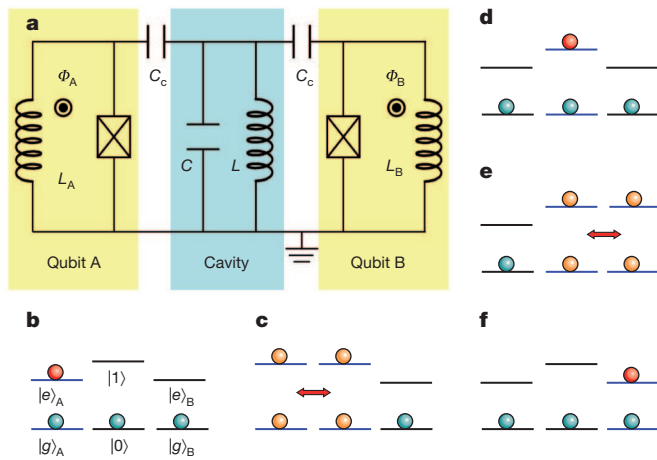 a
d
C_c
C_c
Φ_A
Φ_B
L_A
C
L
L_B
e
Qubit A
Cavity
Qubit B
b
c
f
|1⟩
|e⟩_A
|e⟩_B
|g⟩_A
|0⟩
|g⟩_B